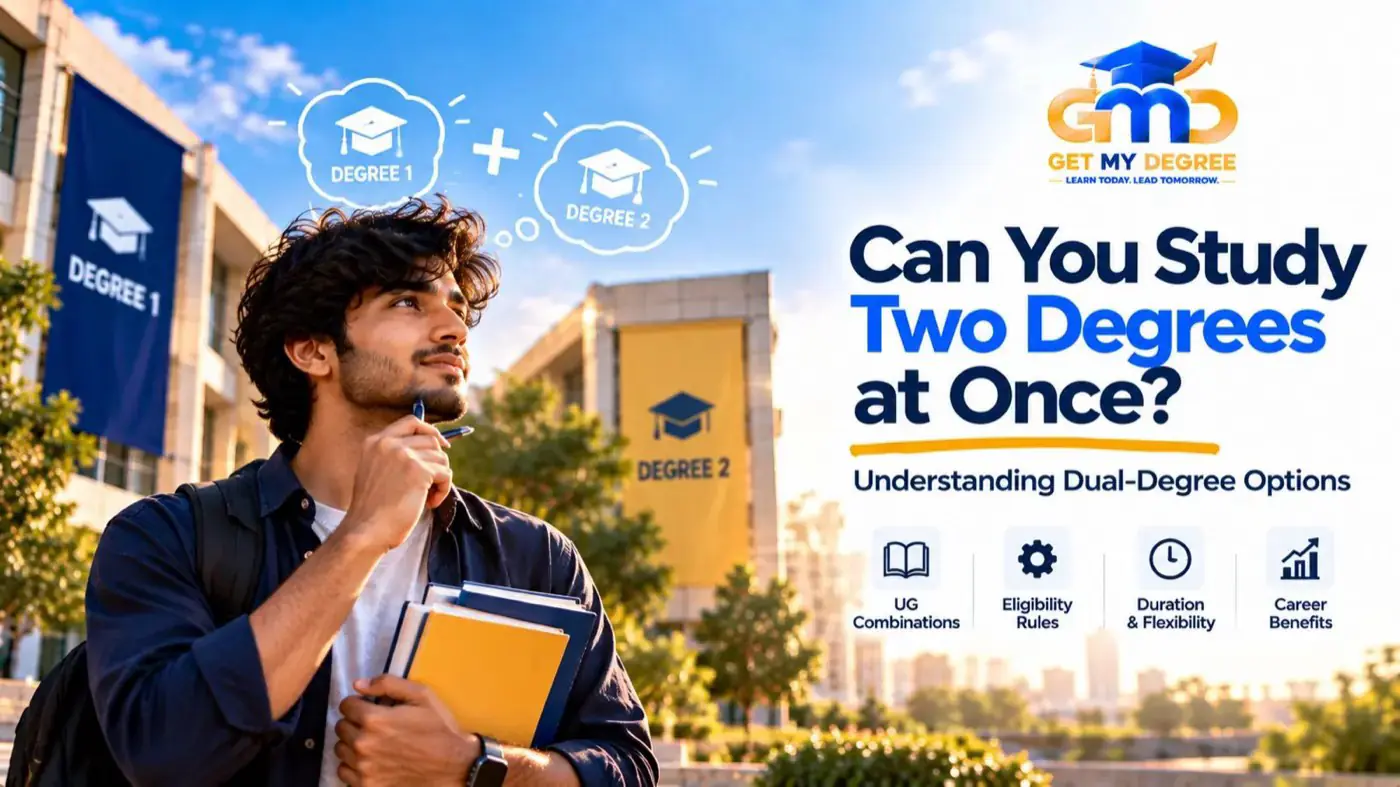 DEGREE 1
DEGREE 1
DEGREE 2
DEGREE 2
GMD
GET MY DEGREE
LEARN TODAY. LEAD TOMORROW.
Can You Study
Two Degrees
at Once?
Understanding Dual-Degree Options
UG
Combinations
Eligibility
Rules
Duration
& Flexibility
Career
Benefits